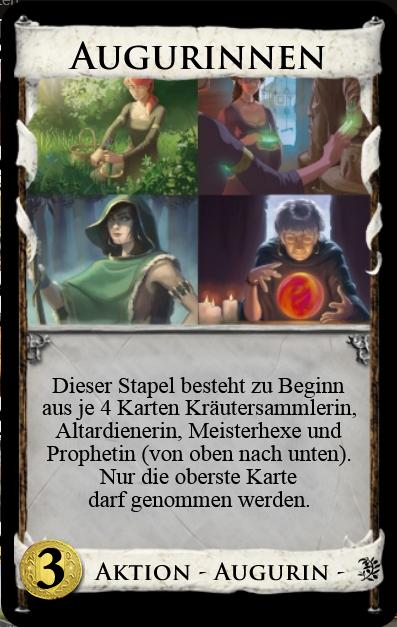 AUGURINNEN
Dieser Stapel besteht zu Beginn
aus je 4 Karten Kräutersammlerin,
Altardienerin, Meisterhexe und
Prophetin (von oben nach unten).
Nur die oberste Karte
darf genommen werden.
3 AKTION - AUGURIN -